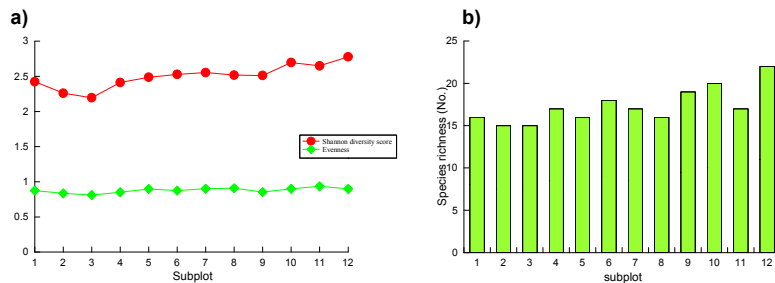 a)
3
2.5
2
1.5
1
0.5
0
1 2 3 4 5 6 7 8 9 10 11 12
Subplot
Shannon diversity score
Evenness
b)
Species richness (No.)
25
20
15
10
5
0
1 2 3 4 5 6 7 8 9 10 11 12
subplot